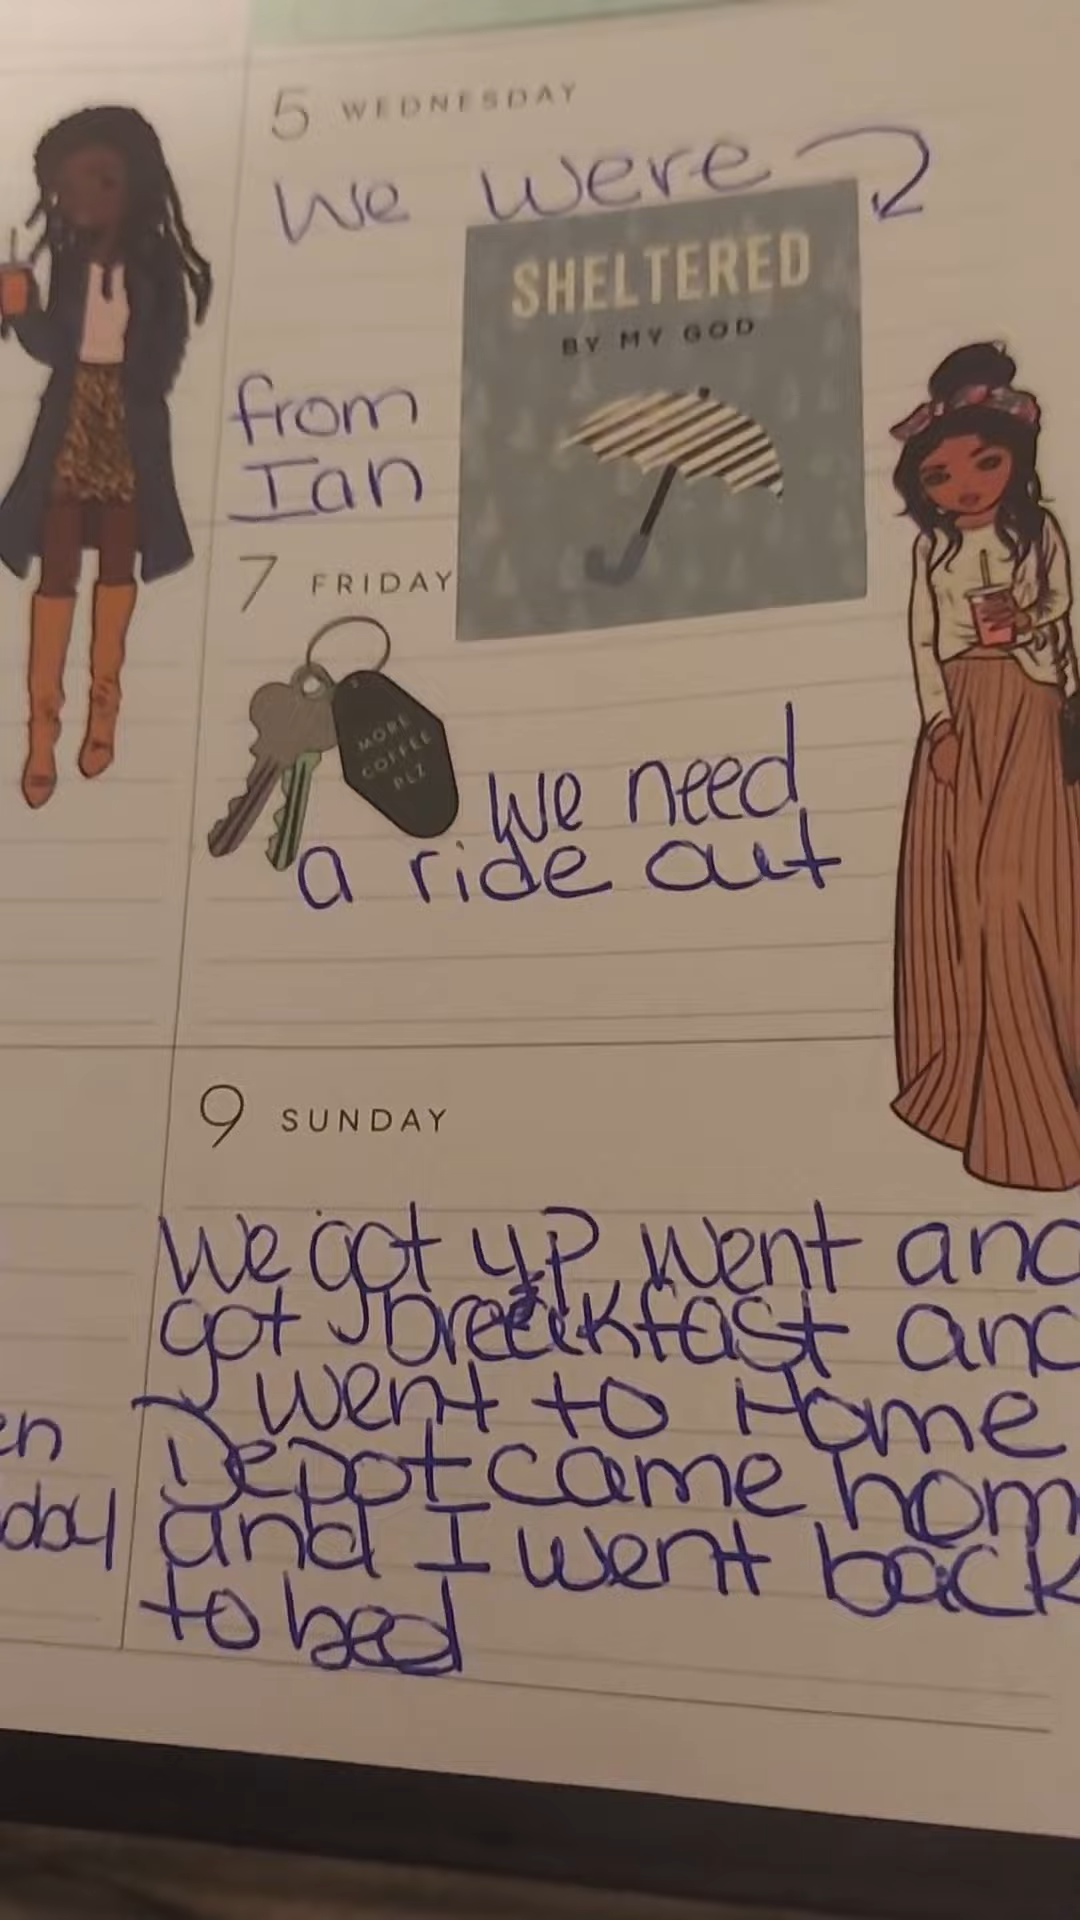 5 WEDNESDAY
We were
SHELTERED
BY MY GOD
from
Ian
7 FRIDAY
MORE
COFFEE
PLZ
We need
a ride out
9 SUNDAY
We got up, went and
got breakfast and
went to Home
Depot came hom
and I went back
to bed